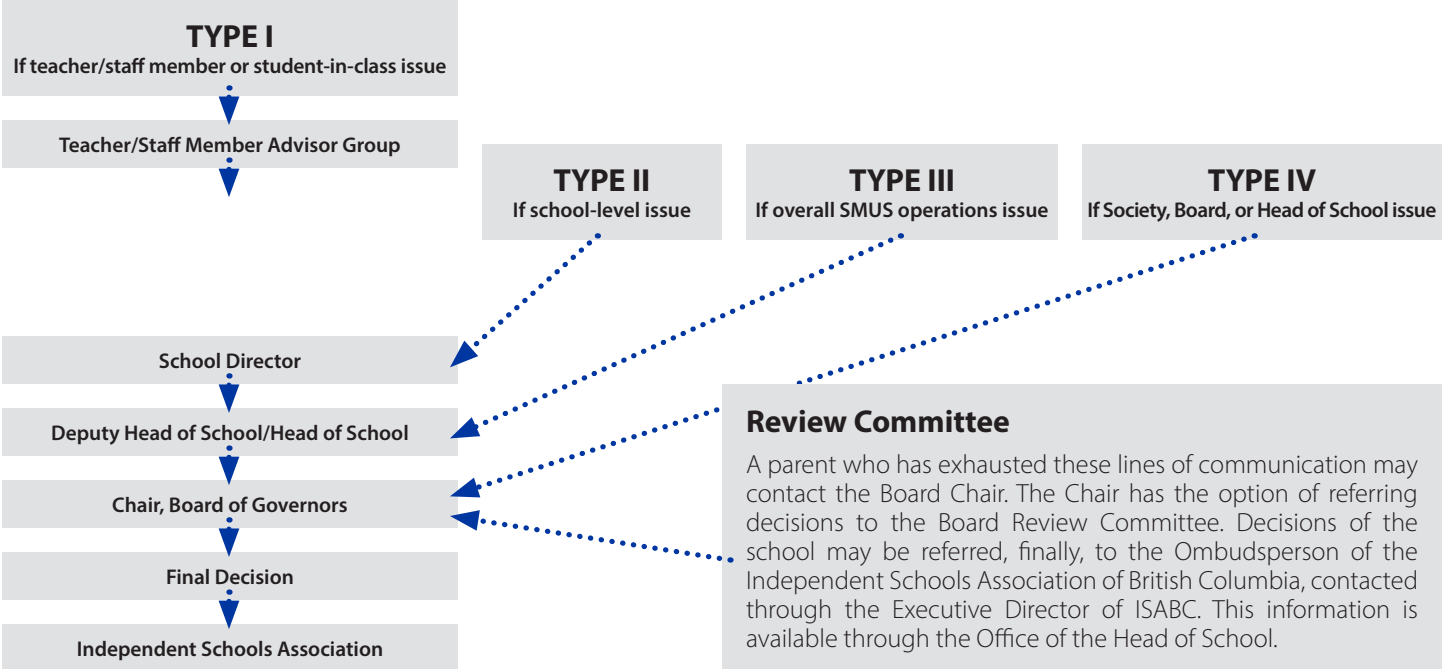 TYPE I
If teacher/staff member or student-in-class issue
Teacher/Staff Member Advisor Group
TYPE II
If school-level issue
TYPE III
If overall SMUS operations issue
TYPE IV
If Society, Board, or Head of School issue
School Director
Deputy Head of School/Head of School
Chair, Board of Governors
Final Decision
Independent Schools Association
Review Committee
A parent who has exhausted these lines of communication may
contact the Board Chair. The Chair has the option of referring
decisions to the Board Review Committee. Decisions of the
school may be referred, finally, to the Ombudsperson of the
Independent Schools Association of British Columbia, contacted
through the Executive Director of ISABC. This information is
available through the Office of the Head of School.